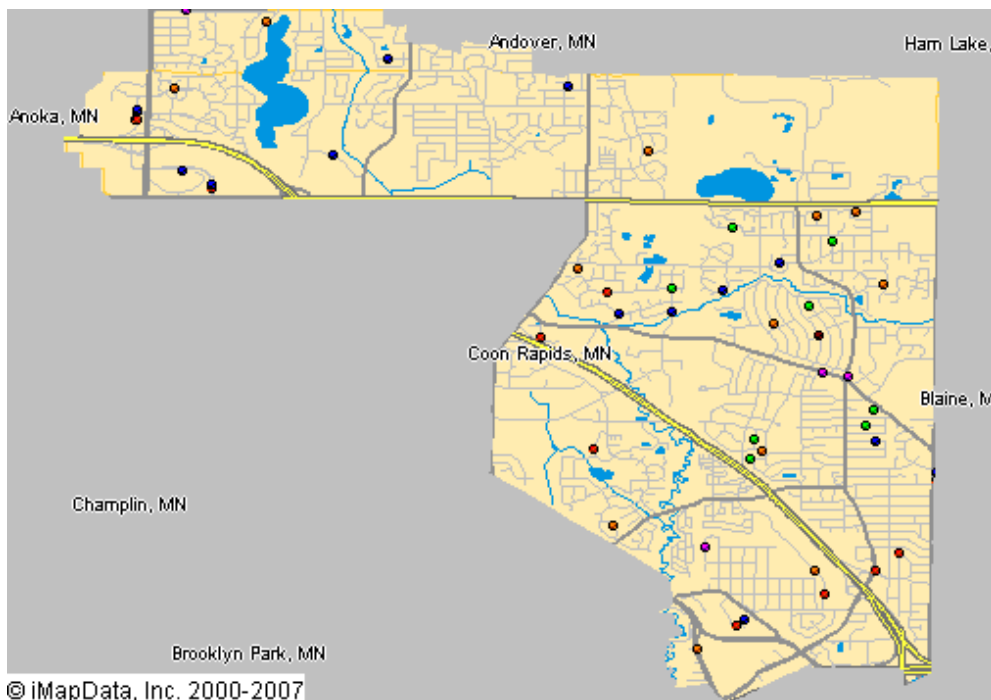 Andover, MN
Ham Lake,
Anoka, MN
Coon Rapids, MN
Blaine, M
Champlin, MN
Brooklyn Park, MN
© iMapData, Inc. 2000-2007